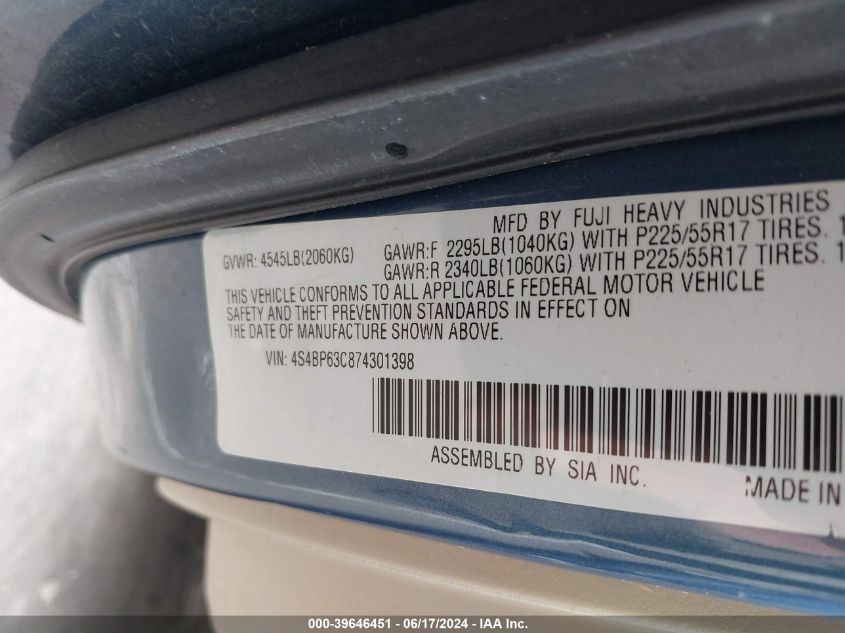 MFD BY FUJI HEAVY INDUSTRIES
GVWR: 4545LB(2060KG) GAWR:F 2295LB(1040KG) WITH P225/55R17 TIRES. 1
GAWR:R 2340LB(1060KG) WITH P225/55R17 TIRES. 1
THIS VEHICLE CONFORMS TO ALL APPLICABLE FEDERAL MOTOR VEHICLE
SAFETY AND THEFT PREVENTION STANDARDS IN EFFECT ON
THE DATE OF MANUFACTURE SHOWN ABOVE.
VIN: 4S4BP63C874301398
ASSEMBLED BY SIA INC. MADE IN
000-39646451 - 06/17/2024 - IAA Inc.